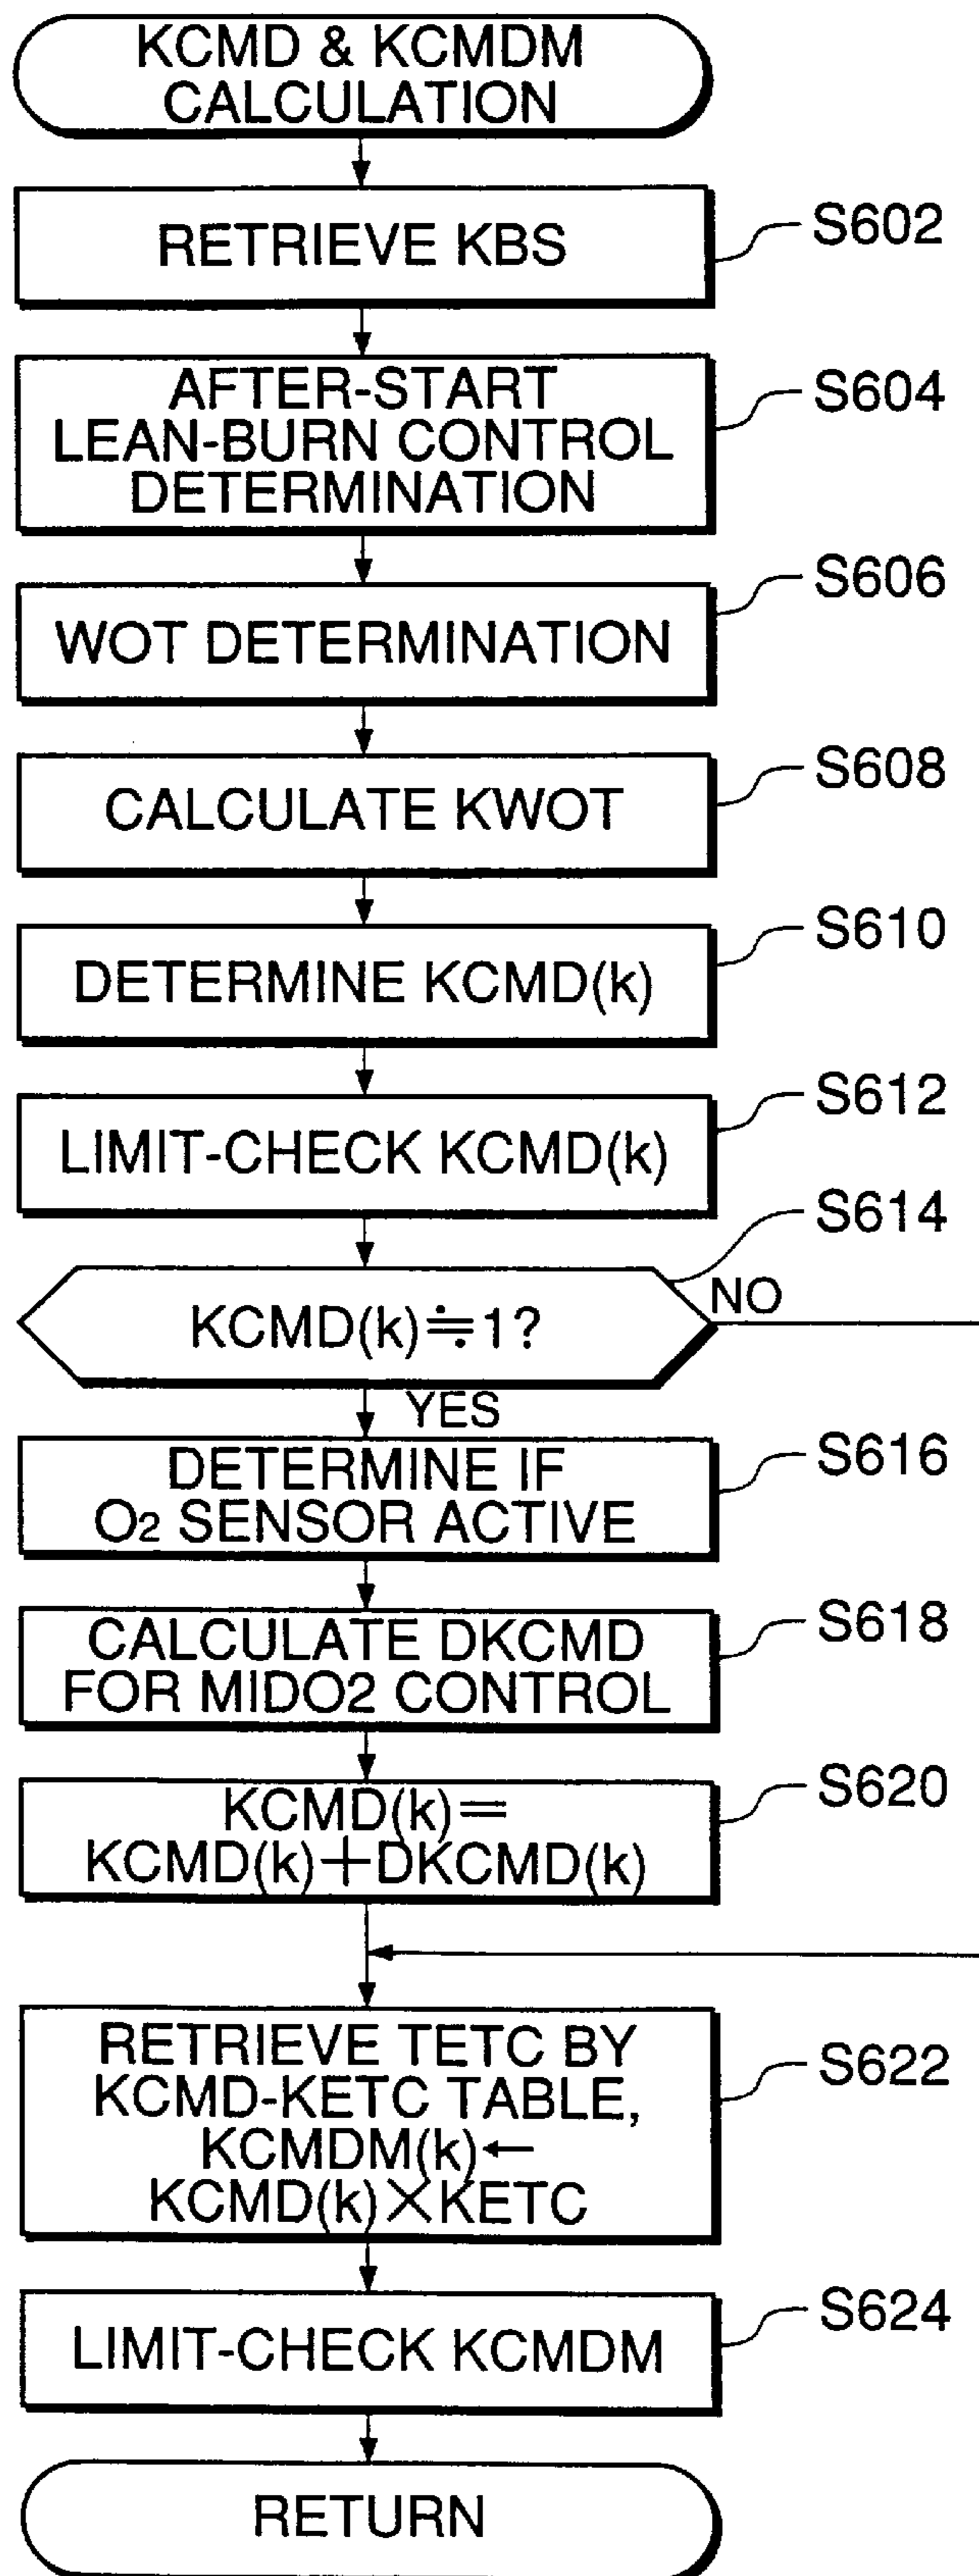 KCMD & KCMDM
CALCULATION
RETRIEVE KBS
S602
AFTER-START
LEAN-BURN CONTROL
DETERMINATION
S604
WOT DETERMINATION
S606
CALCULATE KWOT
S608
DETERMINE KCMD(k)
S610
LIMIT-CHECK KCMD(k)
S612
S614
KCMD(k)≒1?
NO
YES
DETERMINE IF
O2 SENSOR ACTIVE
S616
CALCULATE DKCMD
FOR MIDO2 CONTROL
S618
KCMD(k)=
KCMD(k)+DKCMD(k)
S620
RETRIEVE TETC BY
KCMD-KETC TABLE,
KCMDM(k)←
KCMD(k)×KETC
S622
LIMIT-CHECK KCMDM
S624
RETURN